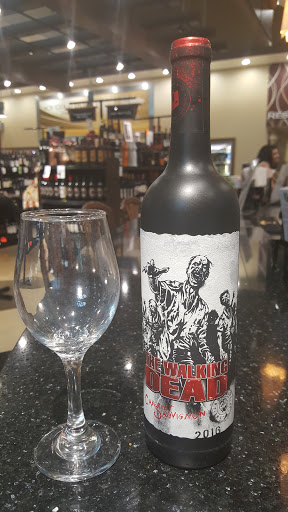 THE WALKING
DEAD
CABERNET
SAUVIGNON
2016